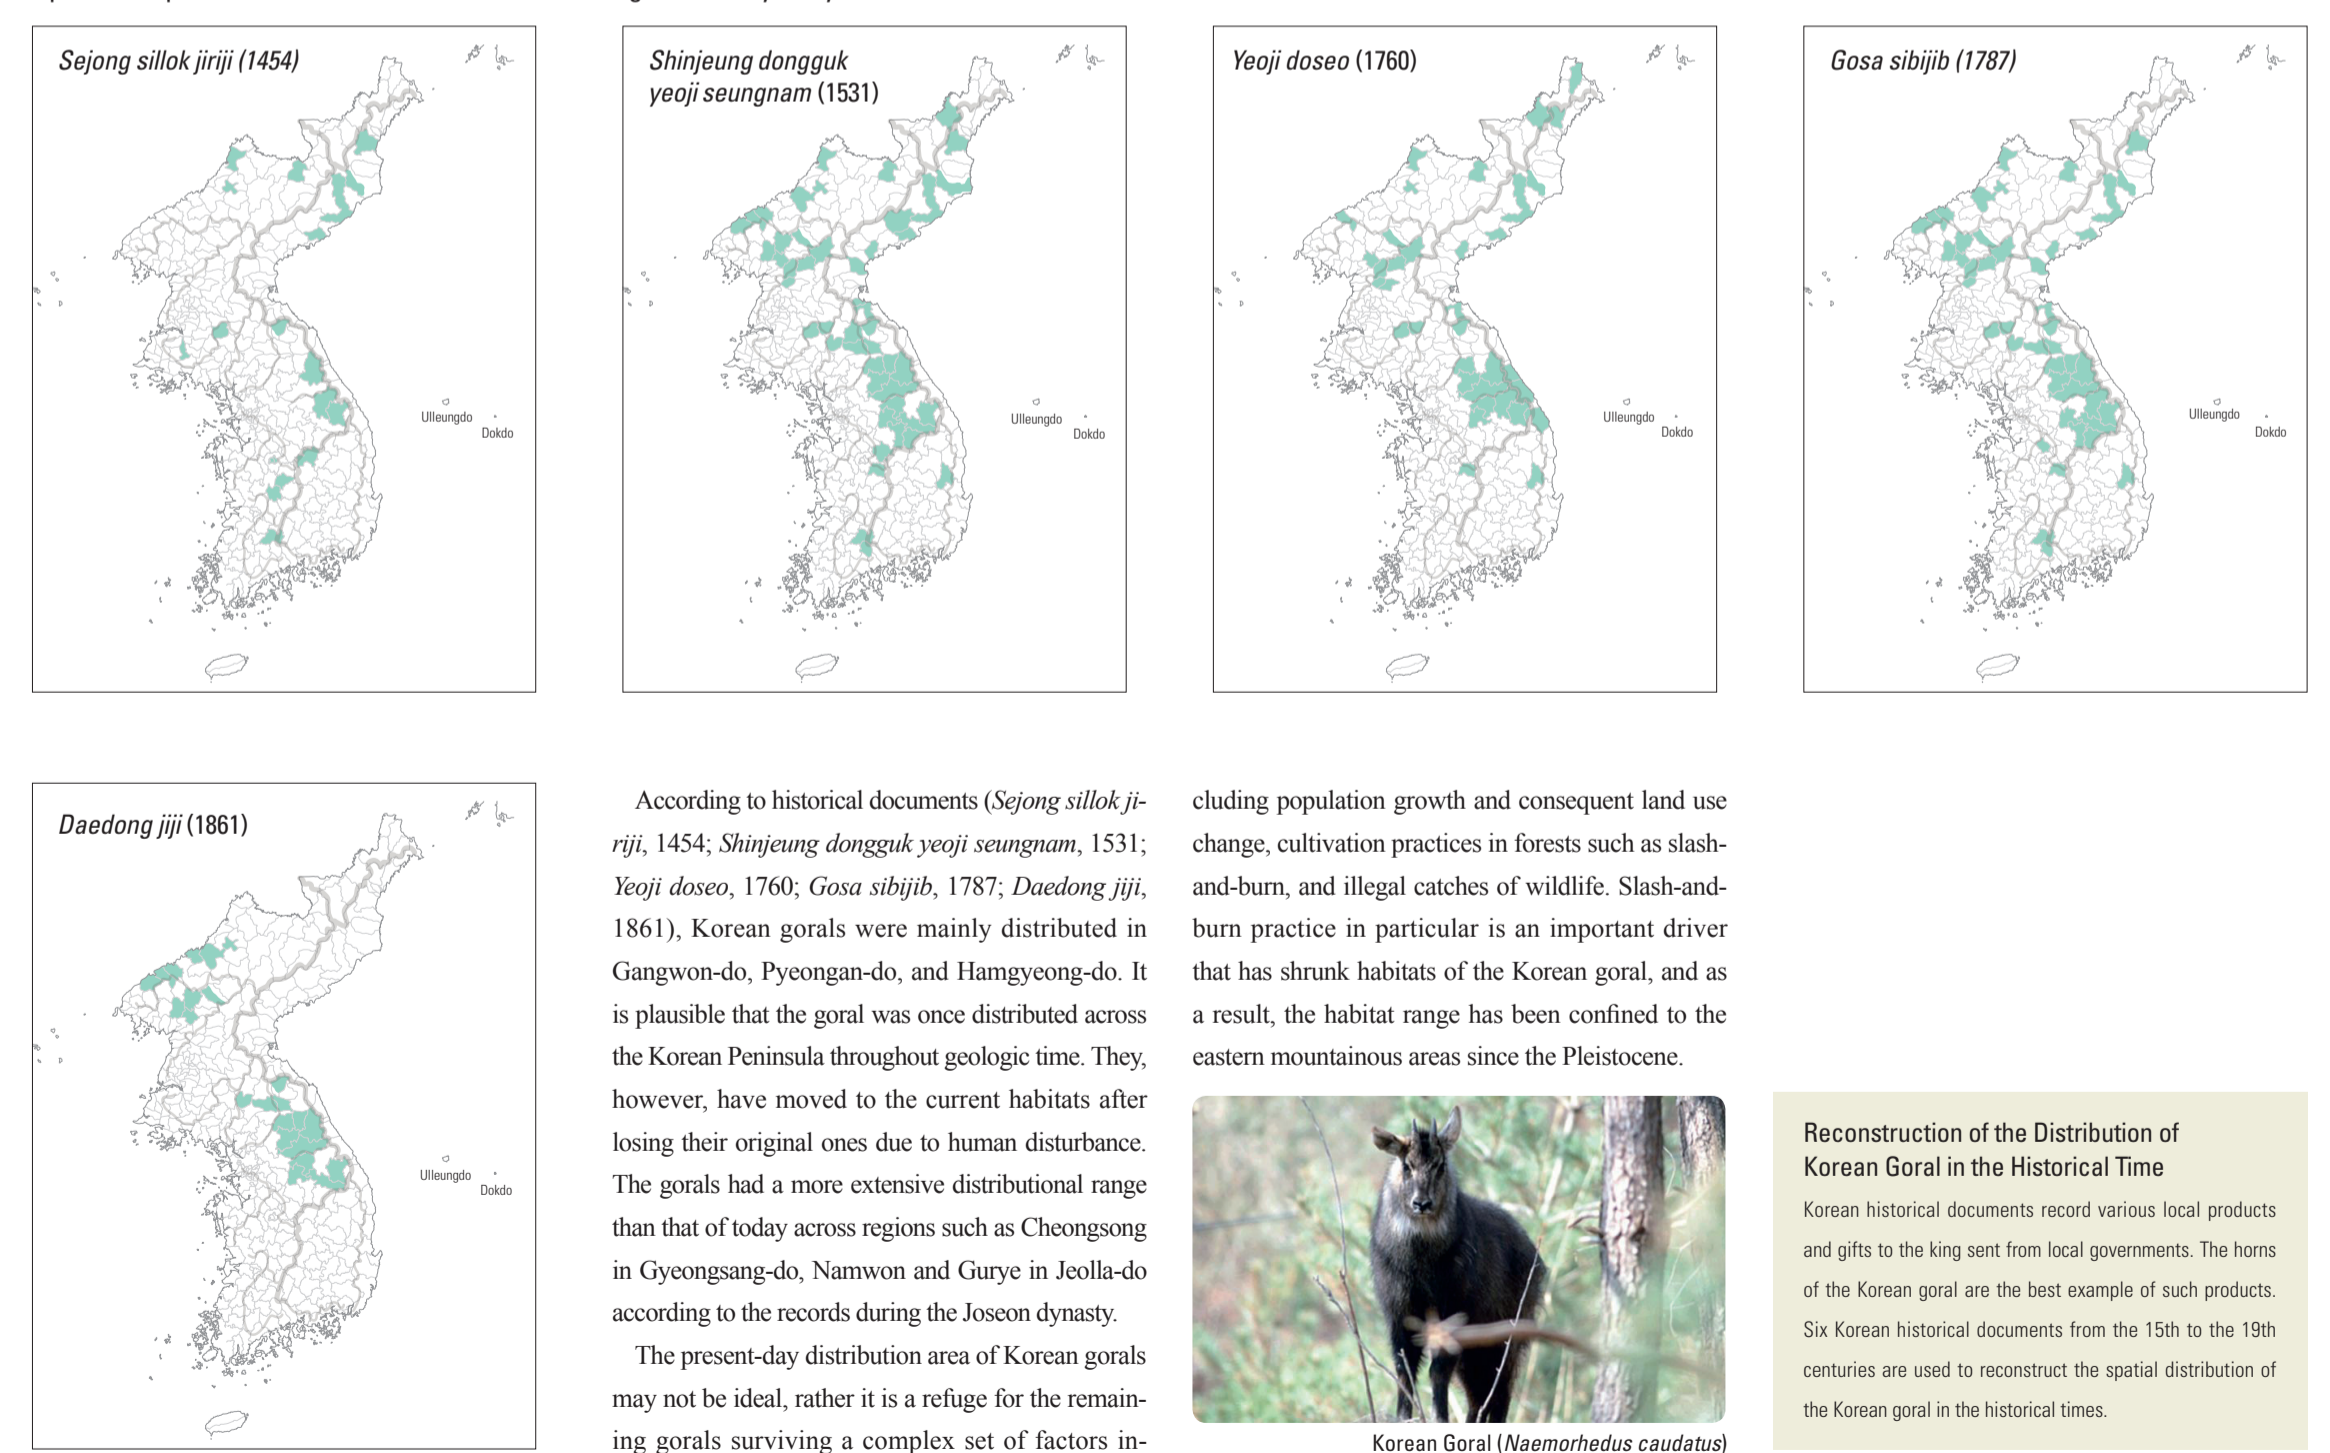 Sejong sillok jiriji (1454)
Ulleungdo
Dokdo
Shinjeung dongguk
yeoji seungnam (1531)
Ulleungdo
Dokdo
Yeoji doseo (1760)
Ulleungdo
Dokdo
Gosa sibijib (1787)
Ulleungdo
Dokdo
Daedong jiji (1861)
Ulleungdo
Dokdo
According to historical documents (Sejong sillok ji-
riji, 1454; Shinjeung dongguk yeoji seungnam, 1531;
Yeoji doseo, 1760; Gosa sibijib, 1787; Daedong jiji,
1861), Korean gorals were mainly distributed in
Gangwon-do, Pyeongan-do, and Hamgyeong-do. It
is plausible that the goral was once distributed across
the Korean Peninsula throughout geologic time. They,
however, have moved to the current habitats after
losing their original ones due to human disturbance.
The gorals had a more extensive distributional range
than that of today across regions such as Cheongsong
in Gyeongsang-do, Namwon and Gurye in Jeolla-do
according to the records during the Joseon dynasty.
The present-day distribution area of Korean gorals
may not be ideal, rather it is a refuge for the remain-
ing gorals surviving a complex set of factors in-
cluding population growth and consequent land use
change, cultivation practices in forests such as slash-
and-burn, and illegal catches of wildlife. Slash-and-
burn practice in particular is an important driver
that has shrunk habitats of the Korean goral, and as
a result, the habitat range has been confined to the
eastern mountainous areas since the Pleistocene.
Korean Goral (Naemorhedus caudatus)
Reconstruction of the Distribution of
Korean Goral in the Historical Time
Korean historical documents record various local products
and gifts to the king sent from local governments. The horns
of the Korean goral are the best example of such products.
Six Korean historical documents from the 15th to the 19th
centuries are used to reconstruct the spatial distribution of
the Korean goral in the historical times.